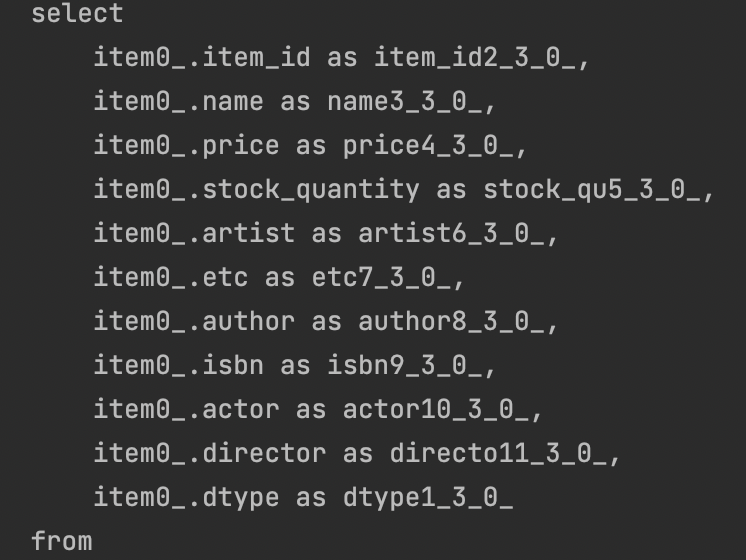 select
item0_.item_id as item_id2_3_0_,
item0_.name as name3_3_0_,
item0_.price as price4_3_0_,
item0_.stock_quantity as stock_qu5_3_0_,
item0_.artist as artist6_3_0_,
item0_.etc as etc7_3_0_,
item0_.author as author8_3_0_,
item0_.isbn as isbn9_3_0_,
item0_.actor as actor10_3_0_,
item0_.director as directo11_3_0_,
item0_.dtype as dtype1_3_0_
from